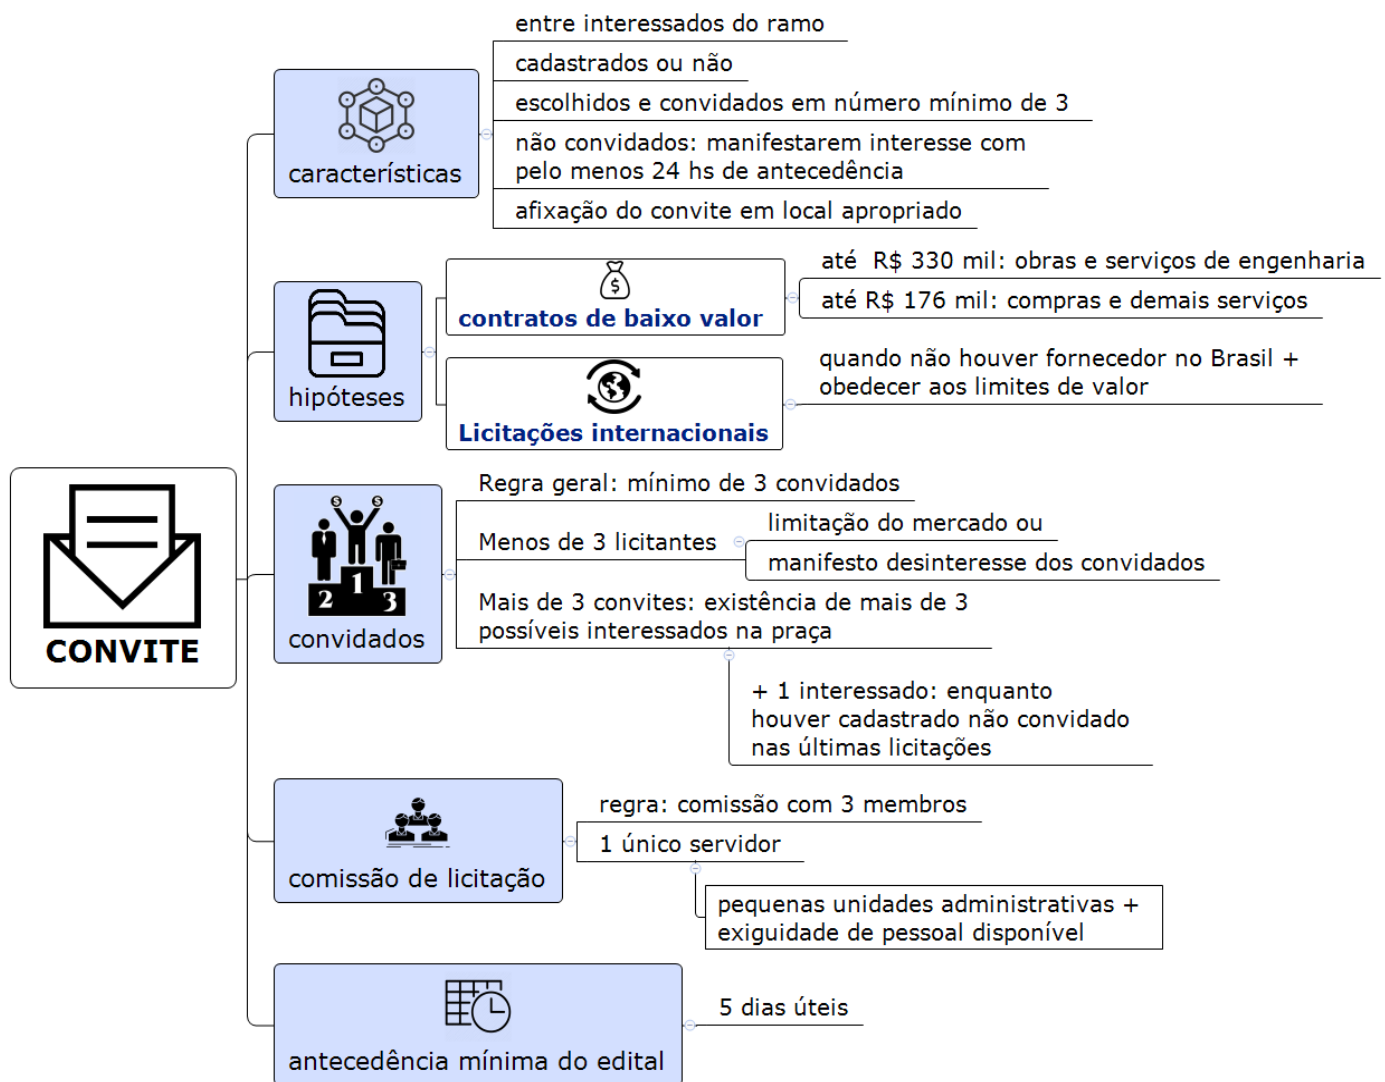 entre interessados do ramo
cadastrados ou não
escolhidos e convidados em número mínimo de 3
não convidados: manifestarem interesse com
pelo menos 24 hs de antecedência
afixação do convite em local apropriado
características
até R$ 330 mil: obras e serviços de engenharia
até R$ 176 mil: compras e demais serviços
$
contratos de baixo valor
quando não houver fornecedor no Brasil +
obedecer aos limites de valor
Licitações internacionais
hipóteses
CONVITE
Regra geral: mínimo de 3 convidados
Menos de 3 licitantes
limitação do mercado ou
manifesto desinteresse dos convidados
Mais de 3 convites: existência de mais de 3
possíveis interessados na praça
+ 1 interessado: enquanto
houver cadastrado não convidado
nas últimas licitações
$ $
2 1 3
convidados
regra: comissão com 3 membros
1 único servidor
pequenas unidades administrativas +
exiguidade de pessoal disponível
comissão de licitação
5 dias úteis
antecedência mínima do edital